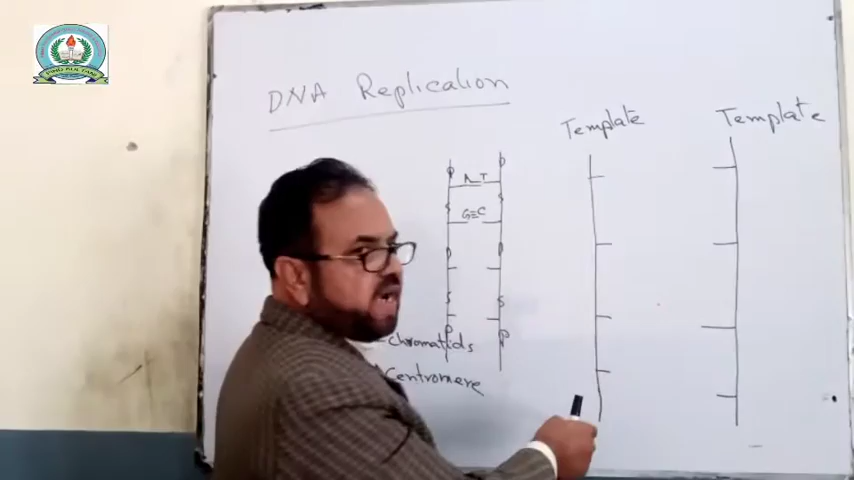 DNA Replication
Template
Template
P P
A T
S S
G≡C
P P
S S
P P
Chromatids
Centromere